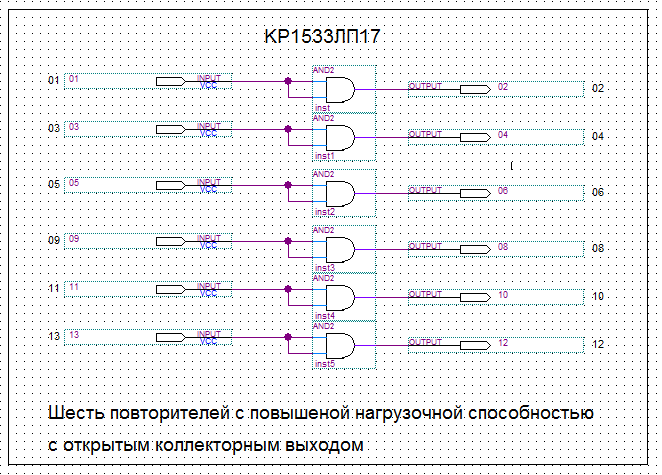 КР1533ЛП17
AND2
01 01 INPUT VCC OUTPUT 02 02
inst
AND2
03 03 INPUT VCC OUTPUT 04 04
inst1
AND2
05 05 INPUT VCC OUTPUT 06 06
inst2
AND2
09 09 INPUT VCC OUTPUT 08 08
inst3
AND2
11 11 INPUT VCC OUTPUT 10 10
inst4
AND2
13 13 INPUT VCC OUTPUT 12 12
inst5
Шесть повторителей с повышеной нагрузочной способностью
с открытым коллекторным выходом